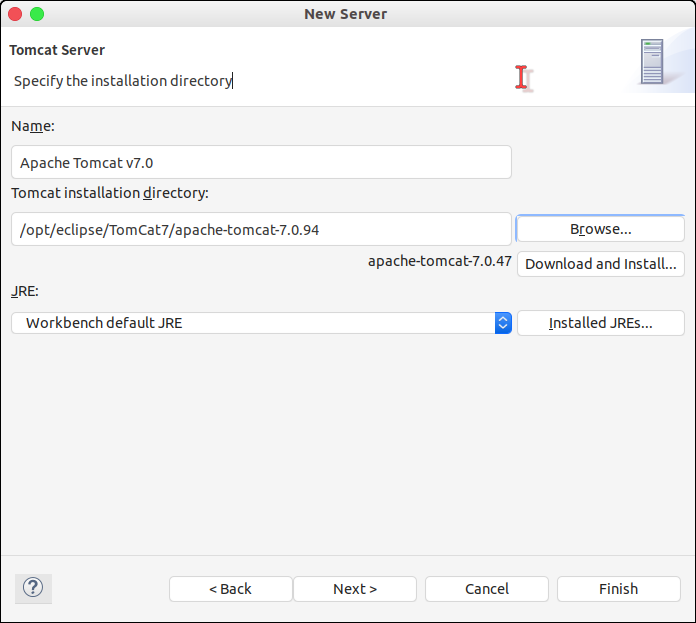 New Server
Tomcat Server
Specify the installation directory
Name:
Apache Tomcat v7.0
Tomcat installation directory:
/opt/eclipse/TomCat7/apache-tomcat-7.0.94
Browse...
apache-tomcat-7.0.47
Download and Install...
JRE:
Workbench default JRE
Installed JREs...
?
< Back
Next >
Cancel
Finish